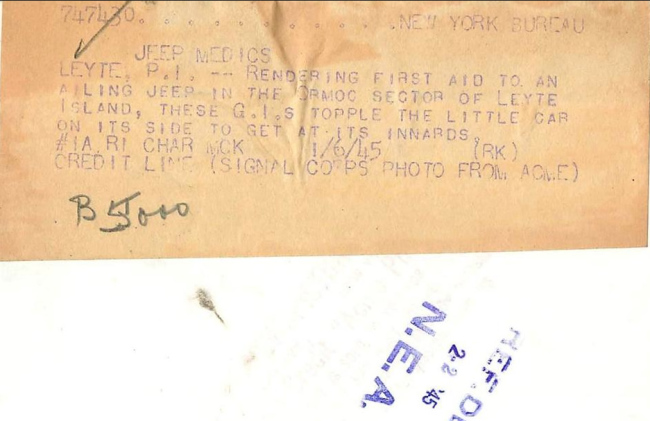 747430. . . . . . . . . . . . .NEW YORK BUREAU
JEEP MEDICS
LEYTE, P.I. -- RENDERING FIRST AID TO AN
AILING JEEP IN THE ORMOC SECTOR OF LEYTE
ISLAND, THESE G.I.S TOPPLE THE LITTLE CAR
ON ITS SIDE TO GET AT ITS INNARDS.
#1A RI CHAR MCK 1/6/45 (RK)
CREDIT LINE (SIGNAL CORPS PHOTO FROM ACME)
N.E.A.
2-2 '45
REF.